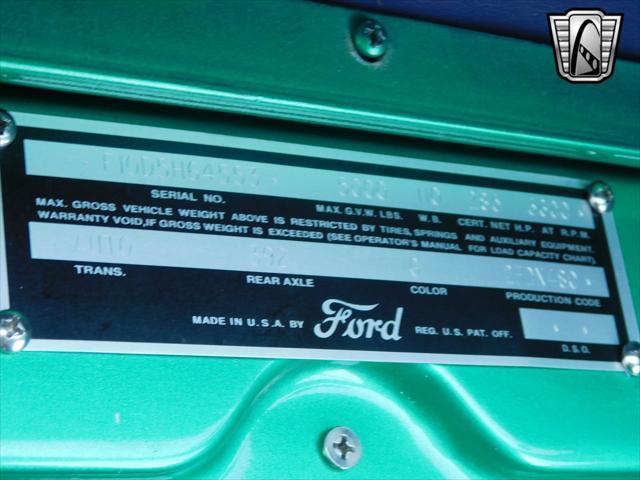 5000
SERIAL NO.
MAX. G.V.W. LBS. W.B. CERT. NET H.P. AT R.P.M.
MAX. GROSS VEHICLE WEIGHT ABOVE IS RESTRICTED BY TIRES, SPRINGS AND AUXILIARY EQUIPMENT.
WARRANTY VOID,IF GROSS WEIGHT IS EXCEEDED (SEE OPERATOR'S MANUAL FOR LOAD CAPACITY CHART).
TRANS. REAR AXLE COLOR PRODUCTION CODE
MADE IN U.S.A. BY Ford REG. U.S. PAT. OFF.
D.S.O.